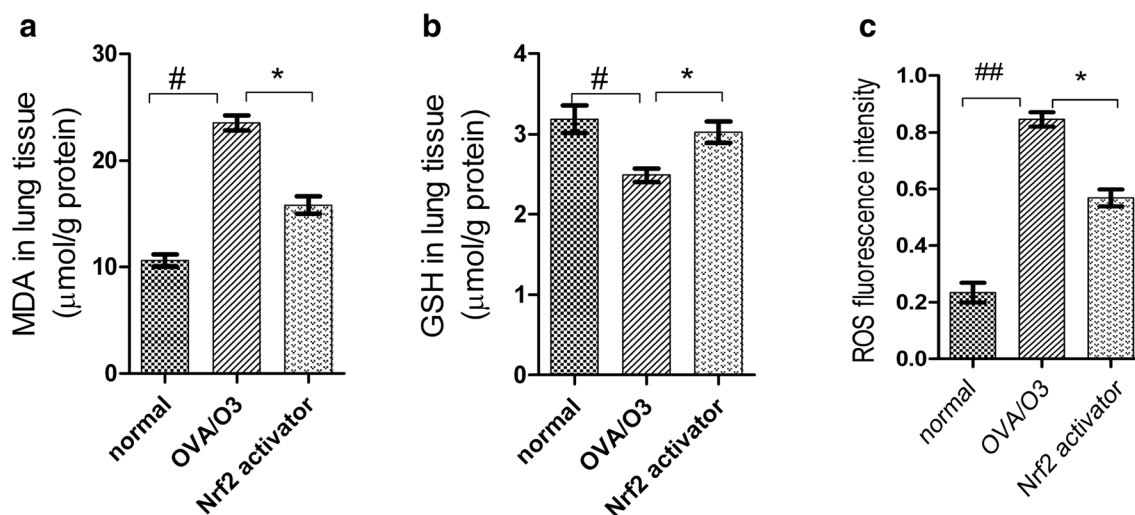 a
MDA in lung tissue
(μmol/g protein)
30
20
10
0
#
*
normal
OVA/O3
Nrf2 activator
b
GSH in lung tissue
(μmol/g protein)
4
3
2
1
0
#
*
normal
OVA/O3
Nrf2 activator
c
ROS fluorescence intensity
1.0
0.8
0.6
0.4
0.2
0.0
##
*
normal
OVA/O3
Nrf2 activator